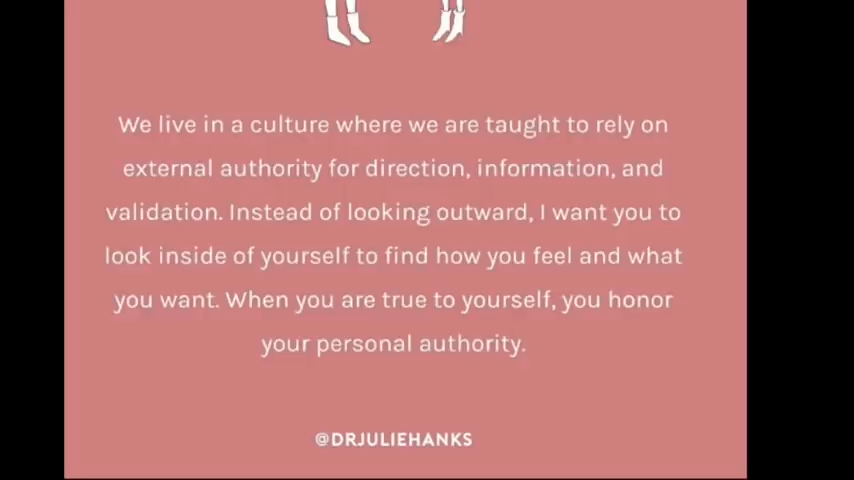 We live in a culture where we are taught to rely on
external authority for direction, information, and
validation. Instead of looking outward, I want you to
look inside of yourself to find how you feel and what
you want. When you are true to yourself, you honor
your personal authority.
@DRJULIEHANKS